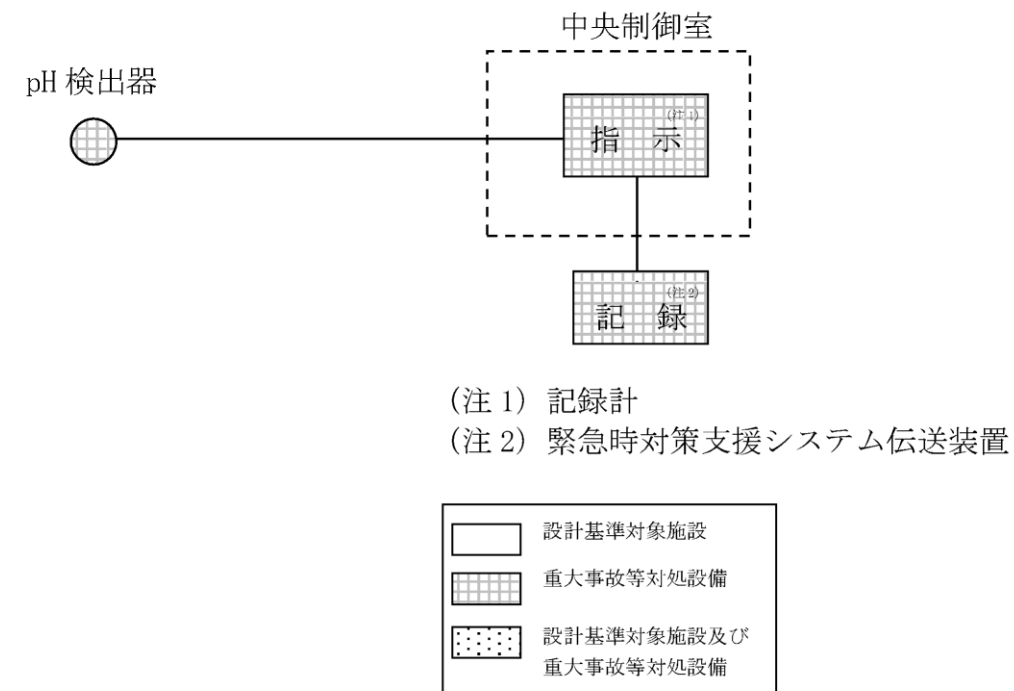 中央制御室
pH 検出器
(注 1)
指 示
(注 2)
記 録
(注 1) 記録計
(注 2) 緊急時対策支援システム伝送装置
設計基準対象施設
重大事故等対処設備
設計基準対象施設及び
重大事故等対処設備